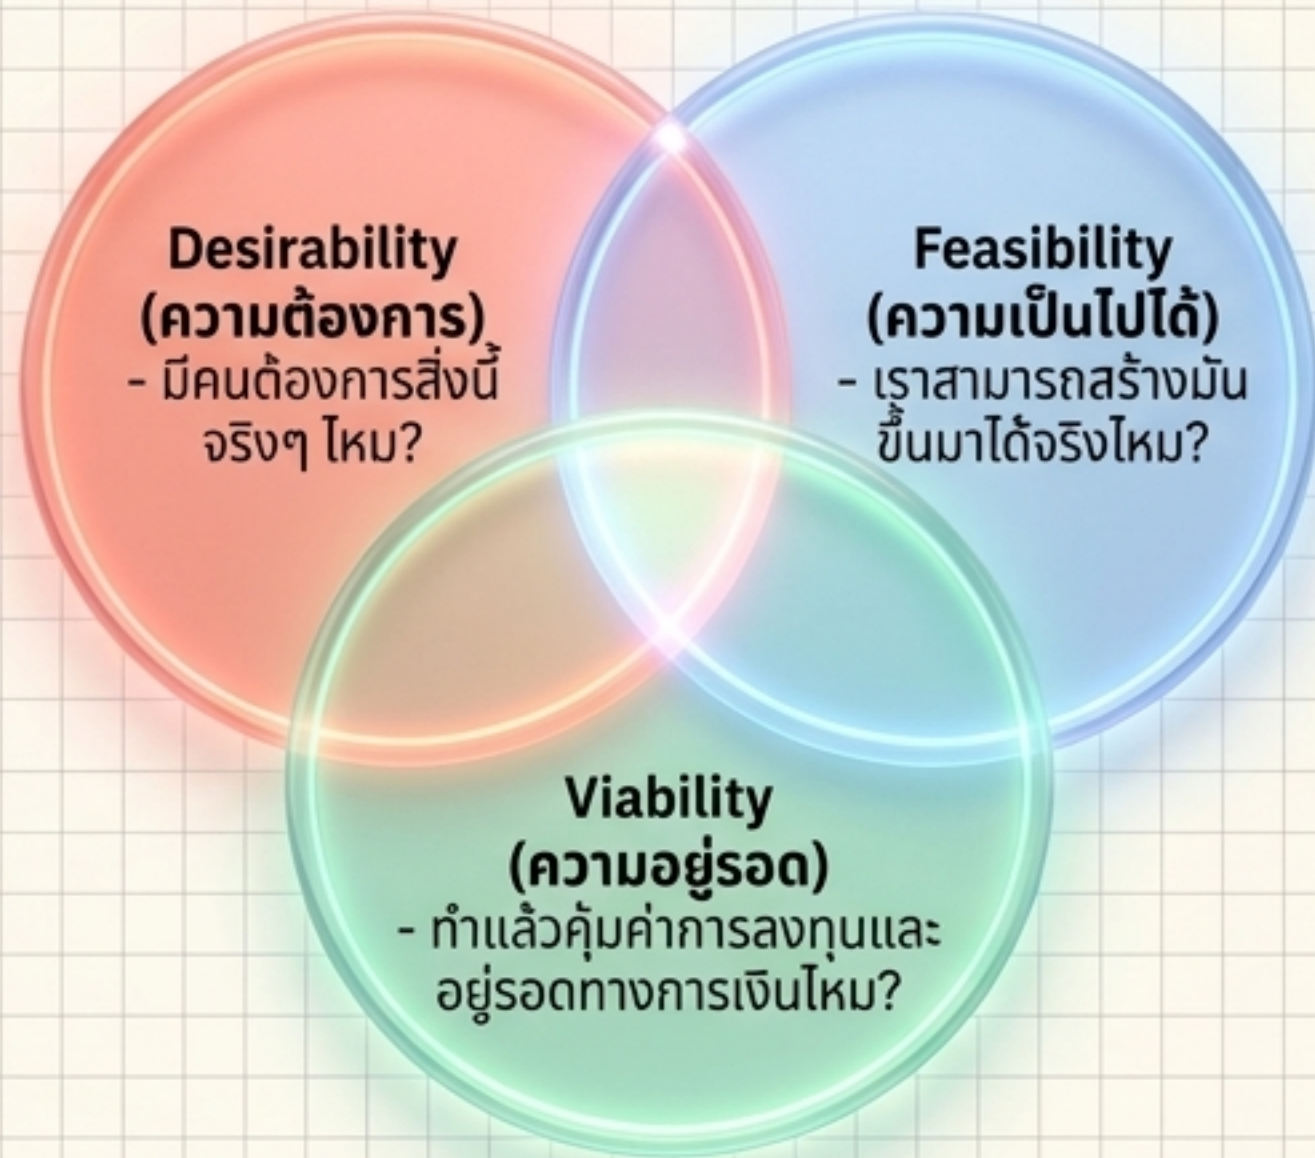 Desirability
(ความต้องการ)
- มีคนต้องการสิ่งนี้
จริงๆ ไหม?
Feasibility
(ความเป็นไปได้)
- เราสามารถสร้างมัน
ขึ้นมาได้จริงไหม?
Viability
(ความอยู่รอด)
- ทำแล้วคุ้มค่าการลงทุนและ
อยู่รอดทางการเงินไหม?